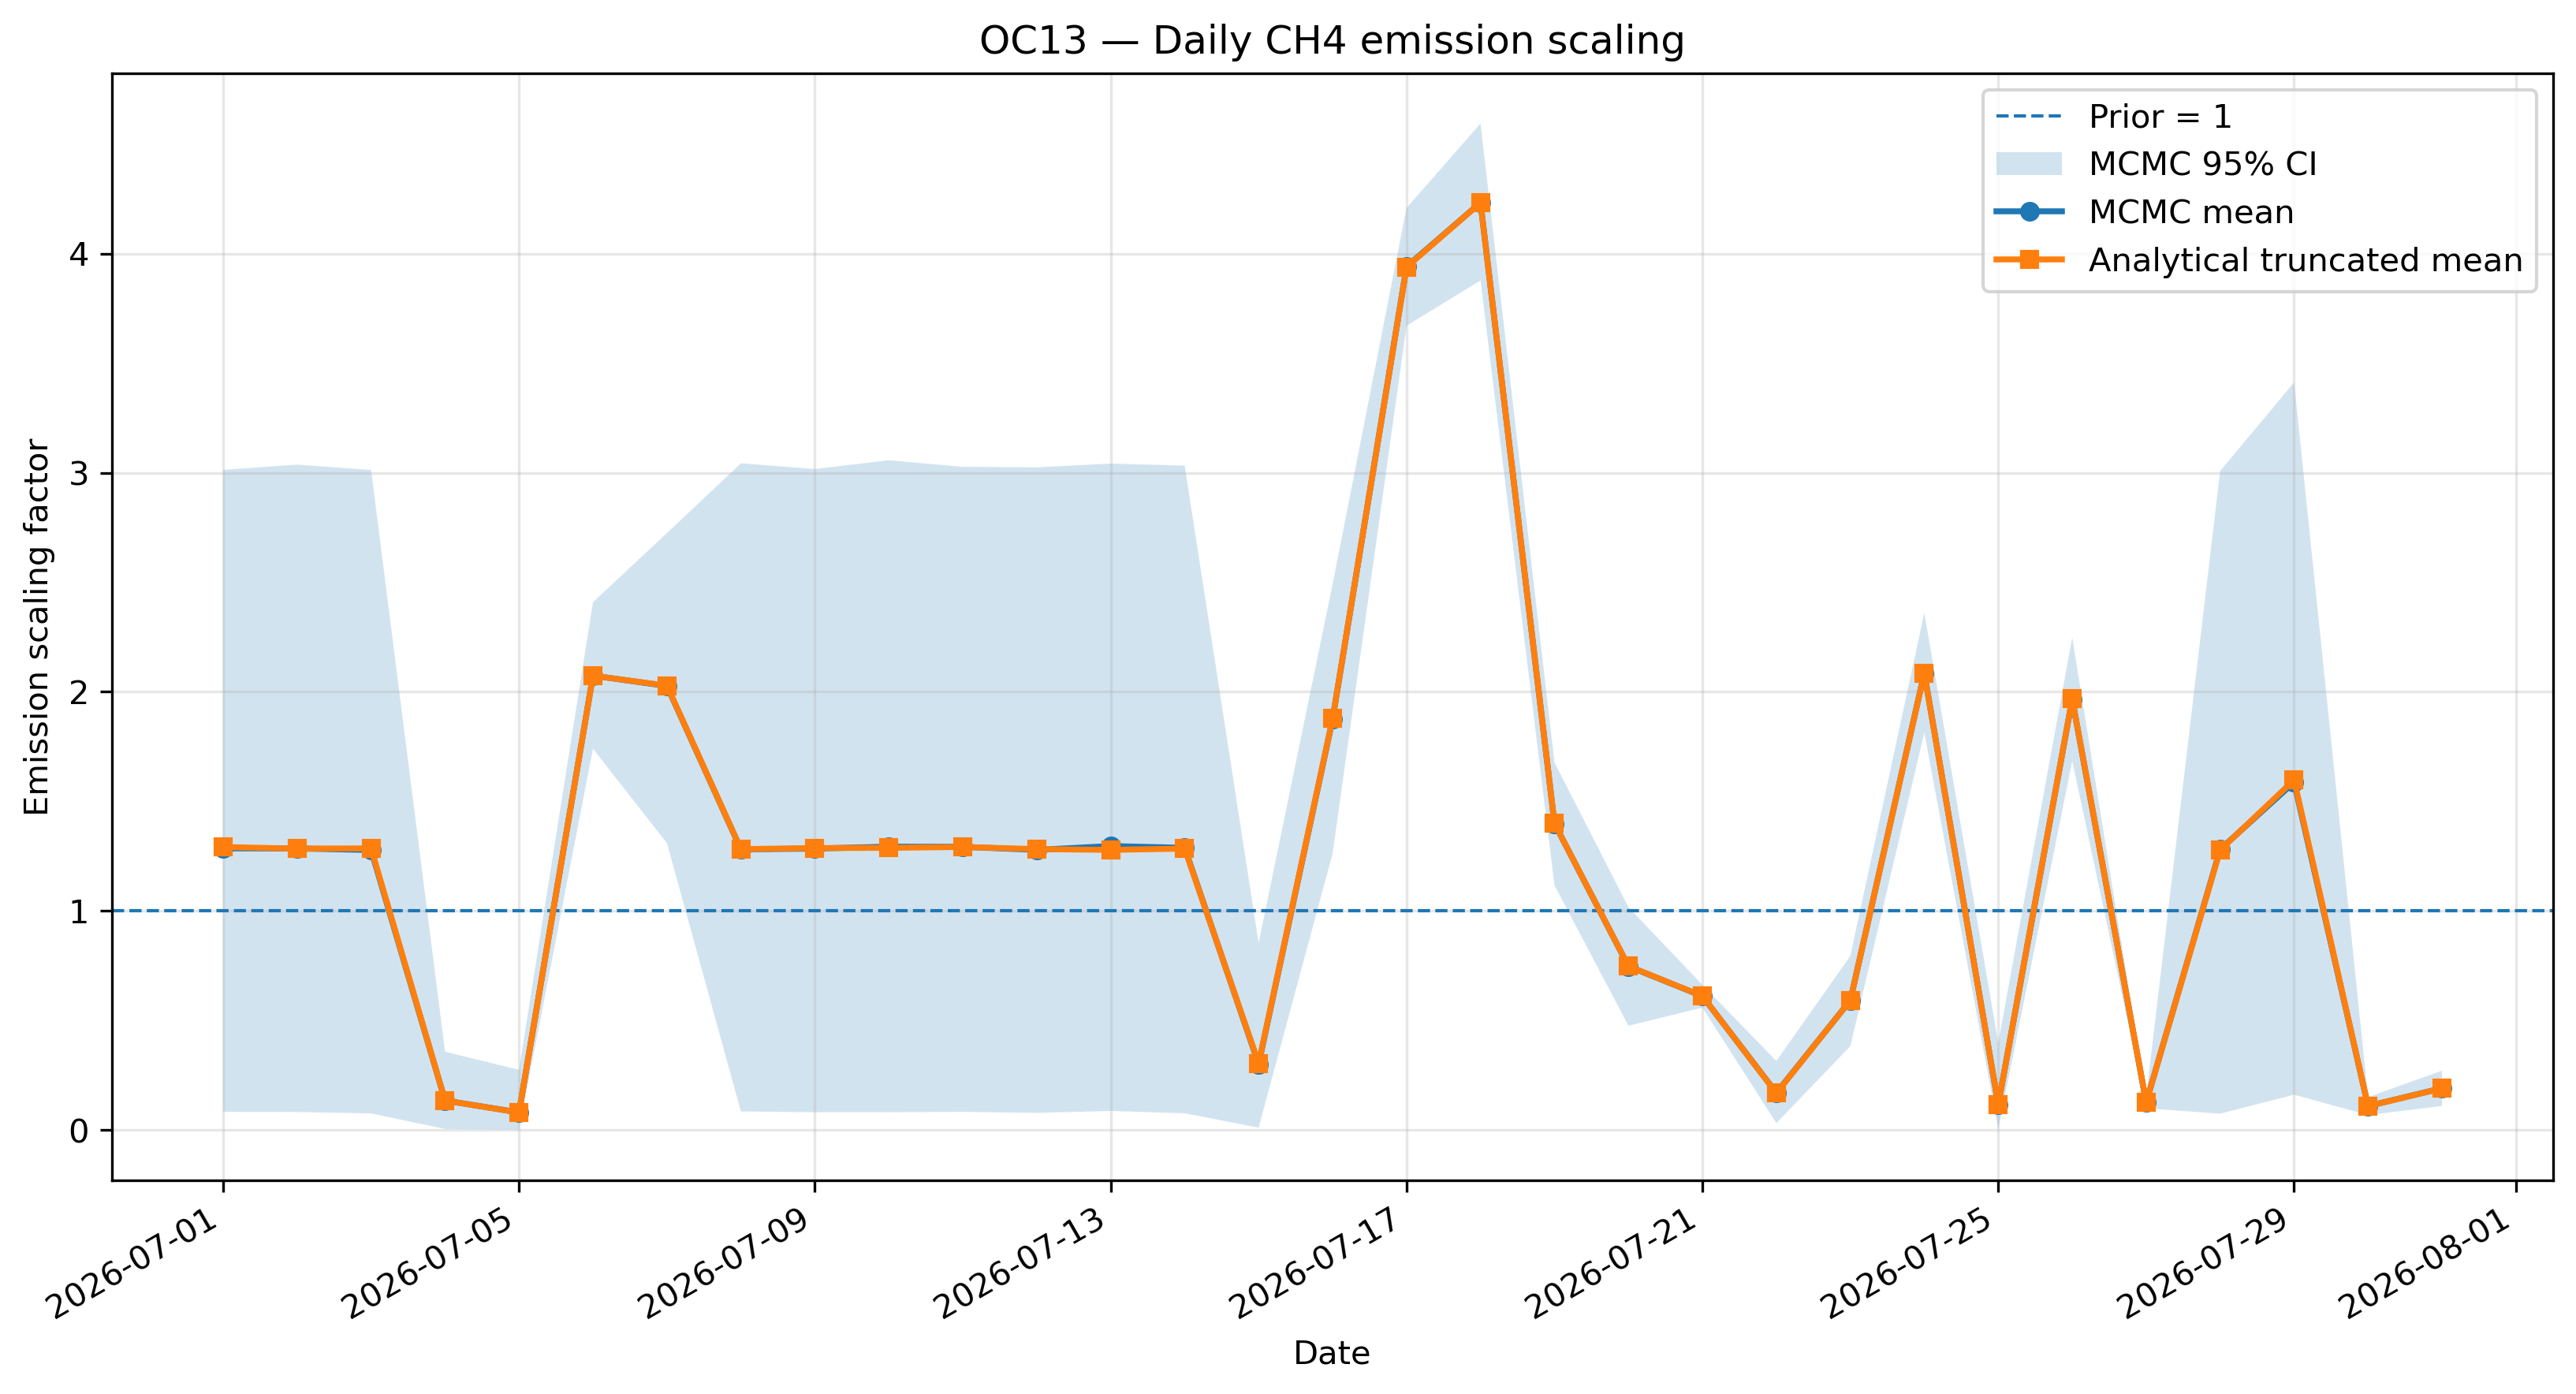 OC13 — Daily CH4 emission scaling
Prior = 1
MCMC 95% CI
MCMC mean
Analytical truncated mean
Emission scaling factor
4
3
2
1
0
2026-07-01
2026-07-05
2026-07-09
2026-07-13
2026-07-17
2026-07-21
2026-07-25
2026-07-29
2026-08-01
Date